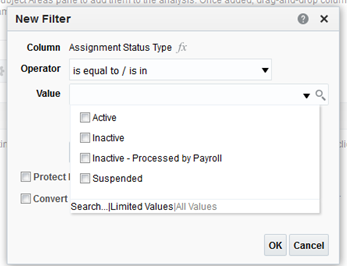 ubject Areas pane to add them to the analysis. Once added, drag-and-drop colum
New Filter
Column Assignment Status Type fx
Operator is equal to / is in
Value
Active
Inactive
Inactive - Processed by Payroll
Suspended
Protect
Convert
Search...|Limited Values|All Values
OK Cancel